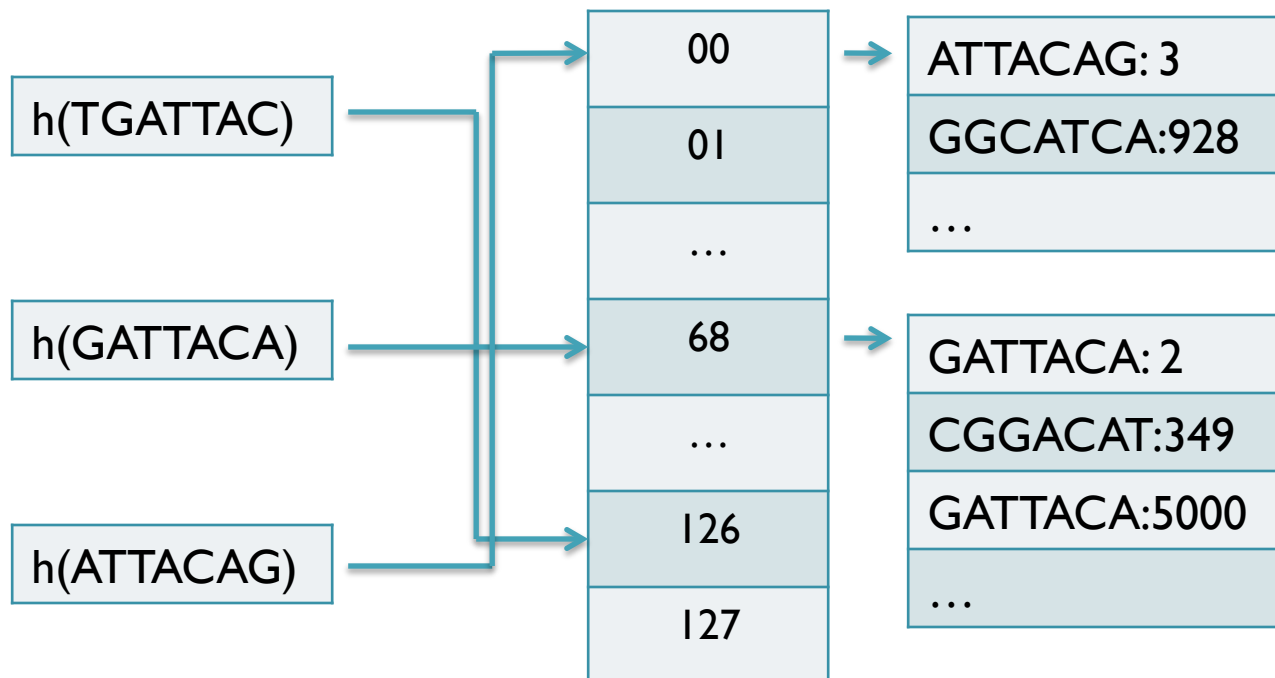 h(TGATTAC)
h(GATTACA)
h(ATTACAG)
00
01
…
68
…
126
127
ATTACAG: 3
GGCATCA:928
…
GATTACA: 2
CGGACAT:349
GATTACA:5000
…